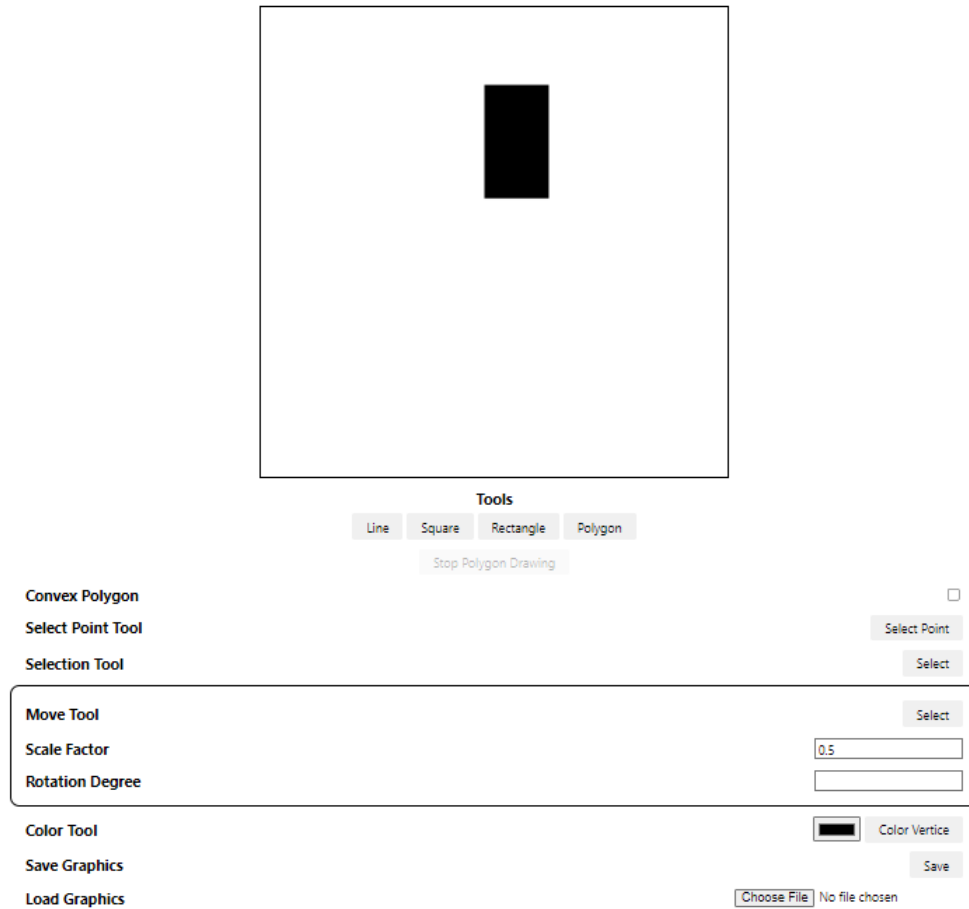 Tools
Line Square Rectangle Polygon
Stop Polygon Drawing
Convex Polygon
Select Point Tool Select Point
Selection Tool Select
Move Tool Select
Scale Factor 0.5
Rotation Degree
Color Tool Color Vertice
Save Graphics Save
Load Graphics Choose File No file chosen